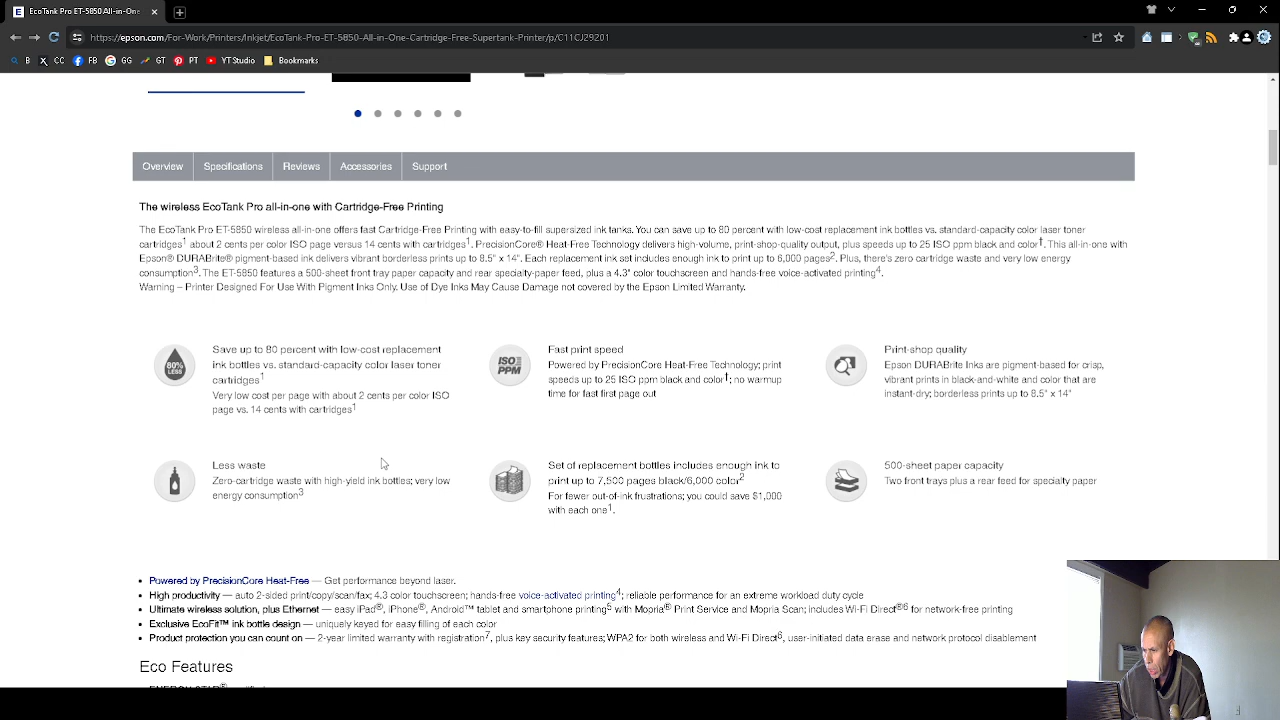 E EcoTank Pro ET-5850 All-in-One
https://epson.com/For-Work/Printers/Inkjet/EcoTank-Pro-ET-5850-All-in-One-Cartridge-Free-Supertank-Printer/p/C11CJ29201
B CC FB GG GT PT YT Studio Bookmarks
Overview Specifications Reviews Accessories Support
The wireless EcoTank Pro all-in-one with Cartridge-Free Printing
The EcoTank Pro ET-5850 wireless all-in-one offers fast Cartridge-Free Printing with easy-to-fill supersized ink tanks. You can save up to 80 percent with low-cost replacement ink bottles vs. standard-capacity color laser toner
cartridges1 about 2 cents per color ISO page versus 14 cents with cartridges1. PrecisionCore® Heat-Free Technology delivers high-volume, print-shop-quality output, plus speeds up to 25 ISO ppm black and color†. This all-in-one with
Epson® DURABrite® pigment-based ink delivers vibrant borderless prints up to 8.5" x 14". Each replacement ink set includes enough ink to print up to 6,000 pages2. Plus, there's zero cartridge waste and very low energy
consumption3. The ET-5850 features a 500-sheet front tray paper capacity and rear specialty-paper feed, plus a 4.3" color touchscreen and hands-free voice-activated printing4.
Warning – Printer Designed For Use With Pigment Inks Only. Use of Dye Inks May Cause Damage not covered by the Epson Limited Warranty.
80% LESS
Save up to 80 percent with low-cost replacement
ink bottles vs. standard-capacity color laser toner
cartridges1
Very low cost per page with about 2 cents per color ISO
page vs. 14 cents with cartridges1
ISO PPM
Fast print speed
Powered by PrecisionCore Heat-Free Technology; print
speeds up to 25 ISO ppm black and color†; no warmup
time for fast first page out
Print-shop quality
Epson DURABrite Inks are pigment-based for crisp,
vibrant prints in black-and-white and color that are
instant-dry; borderless prints up to 8.5" x 14"
Less waste
Zero-cartridge waste with high-yield ink bottles; very low
energy consumption3
Set of replacement bottles includes enough ink to
print up to 7,500 pages black/6,000 color2
For fewer out-of-ink frustrations; you could save $1,000
with each one1.
500-sheet paper capacity
Two front trays plus a rear feed for specialty paper
• Powered by PrecisionCore Heat-Free — Get performance beyond laser.
• High productivity — auto 2-sided print/copy/scan/fax; 4.3 color touchscreen; hands-free voice-activated printing4; reliable performance for an extreme workload duty cycle
• Ultimate wireless solution, plus Ethernet — easy iPad®, iPhone®, Android™ tablet and smartphone printing5 with Mopria® Print Service and Mopria Scan; includes Wi-Fi Direct®6 for network-free printing
• Exclusive EcoFit™ ink bottle design — uniquely keyed for easy filling of each color
• Product protection you can count on — 2-year limited warranty with registration7, plus key security features; WPA2 for both wireless and Wi-Fi Direct6, user-initiated data erase and network protocol disablement
Eco Features